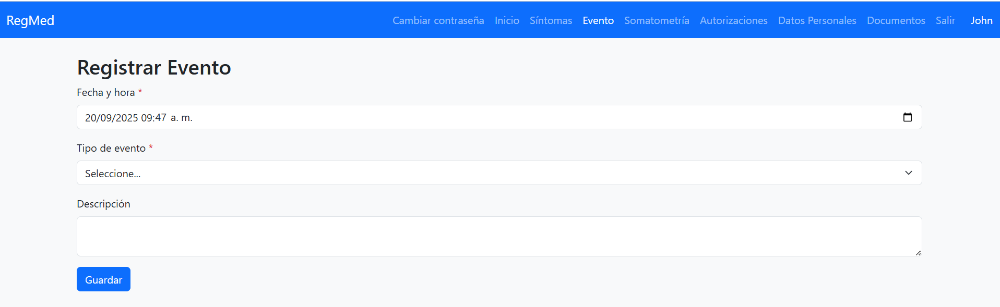 RegMed Cambiar contraseña Inicio Síntomas Evento Somatometría Autorizaciones Datos Personales Documentos Salir John
Registrar Evento
Fecha y hora *
20/09/2025 09:47 a. m.
Tipo de evento *
Seleccione...
Descripción
Guardar